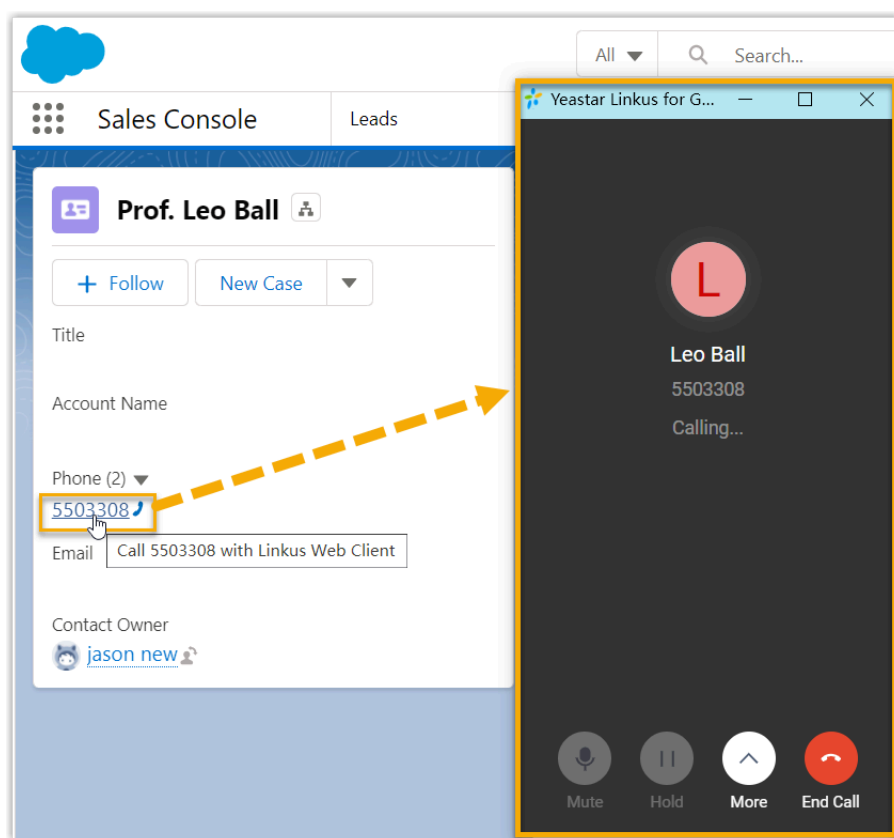 All
Search...
Yeastar Linkus for G...
Sales Console
Leads
Prof. Leo Ball
+ Follow
New Case
Title
Account Name
Phone (2)
5503308
Call 5503308 with Linkus Web Client
Email
Contact Owner
jason new
L
Leo Ball
5503308
Calling...
Mute
Hold
More
End Call